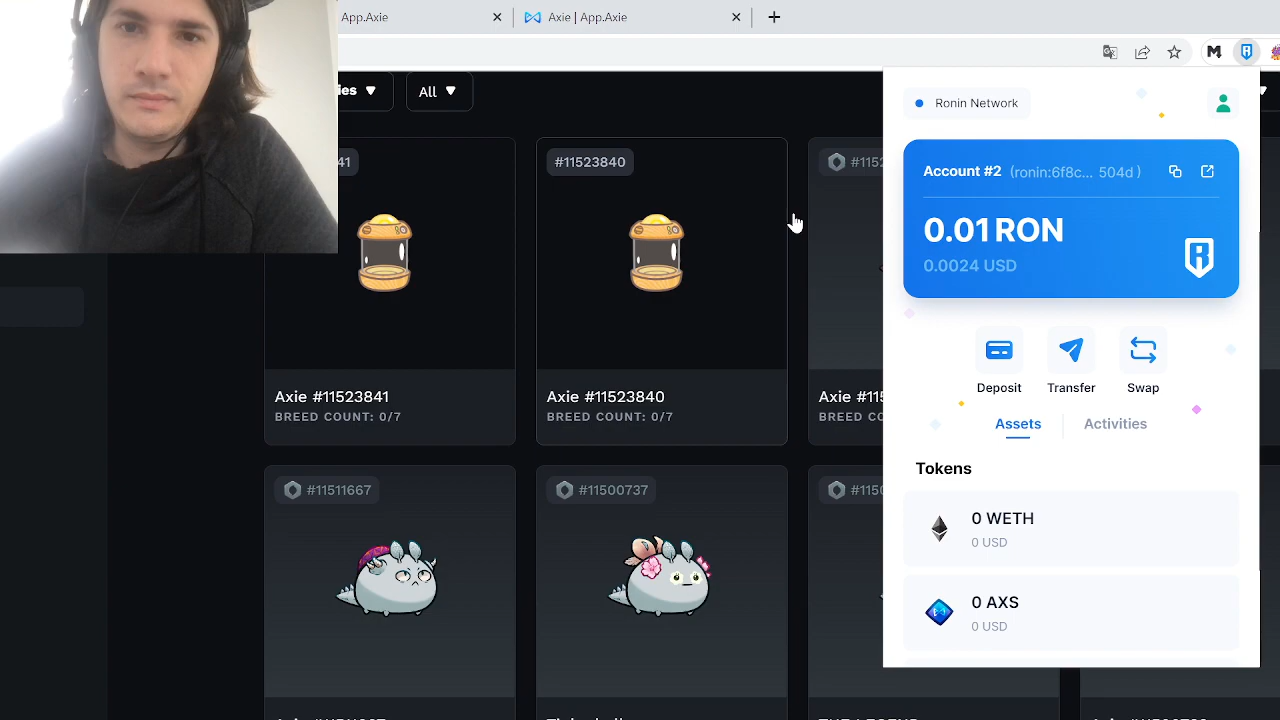 App.Axie
Axie | App.Axie
All
#11523840
Axie #11523841
BREED COUNT: 0/7
Axie #11523840
BREED COUNT: 0/7
#11511667
#11500737
Ronin Network
Account #2 (ronin:6f8c... 504d )
0.01 RON
0.0024 USD
Deposit
Transfer
Swap
Assets
Activities
Tokens
0 WETH
0 USD
0 AXS
0 USD